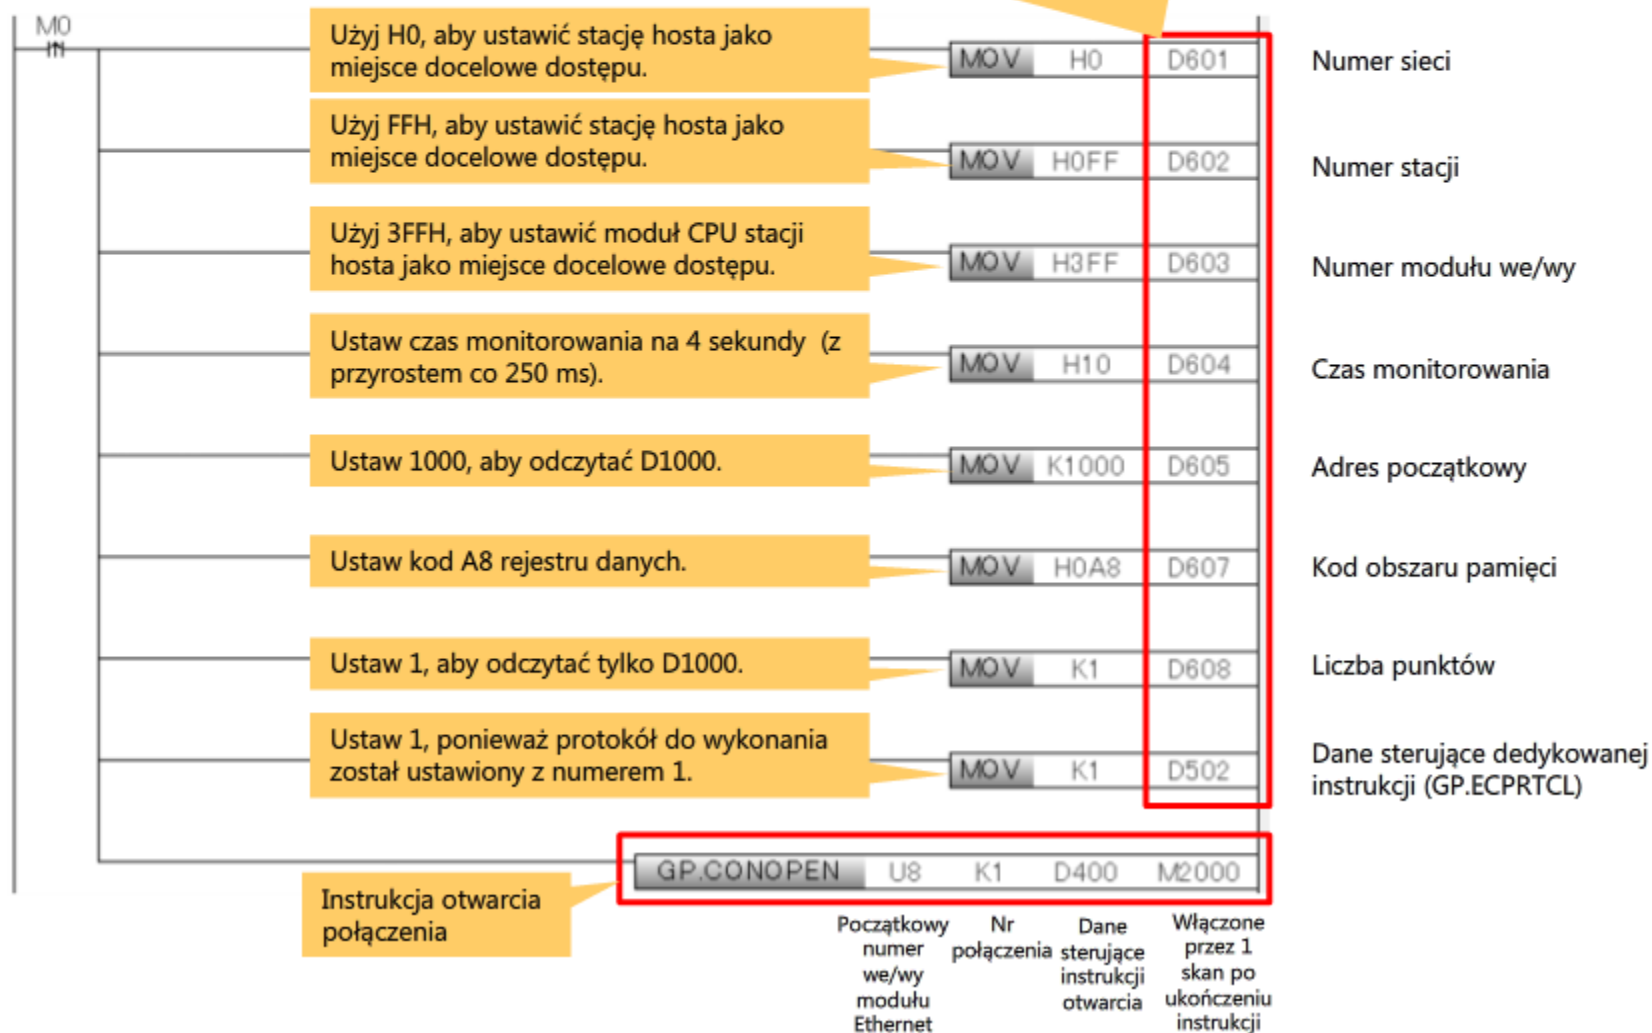 M0
Użyj H0, aby ustawić stację hosta jako
miejsce docelowe dostępu.
MOV H0 D601
Numer sieci
Użyj FFH, aby ustawić stację hosta jako
miejsce docelowe dostępu.
MOV H0FF D602
Numer stacji
Użyj 3FFH, aby ustawić moduł CPU stacji
hosta jako miejsce docelowe dostępu.
MOV H3FF D603
Numer modułu we/wy
Ustaw czas monitorowania na 4 sekundy (z
przyrostem co 250 ms).
MOV H10 D604
Czas monitorowania
Ustaw 1000, aby odczytać D1000.
MOV K1000 D605
Adres początkowy
Ustaw kod A8 rejestru danych.
MOV H0A8 D607
Kod obszaru pamięci
Ustaw 1, aby odczytać tylko D1000.
MOV K1 D608
Liczba punktów
Ustaw 1, ponieważ protokół do wykonania
został ustawiony z numerem 1.
MOV K1 D502
Dane sterujące dedykowanej
instrukcji (GP.ECPRTCL)
GP.CONOPEN U8 K1 D400 M2000
Instrukcja otwarcia
połączenia
Początkowy
numer
we/wy
modułu
Ethernet
Nr
połączenia
Dane
sterujące
instrukcji
otwarcia
Włączone
przez 1
skan po
ukończeniu
instrukcji